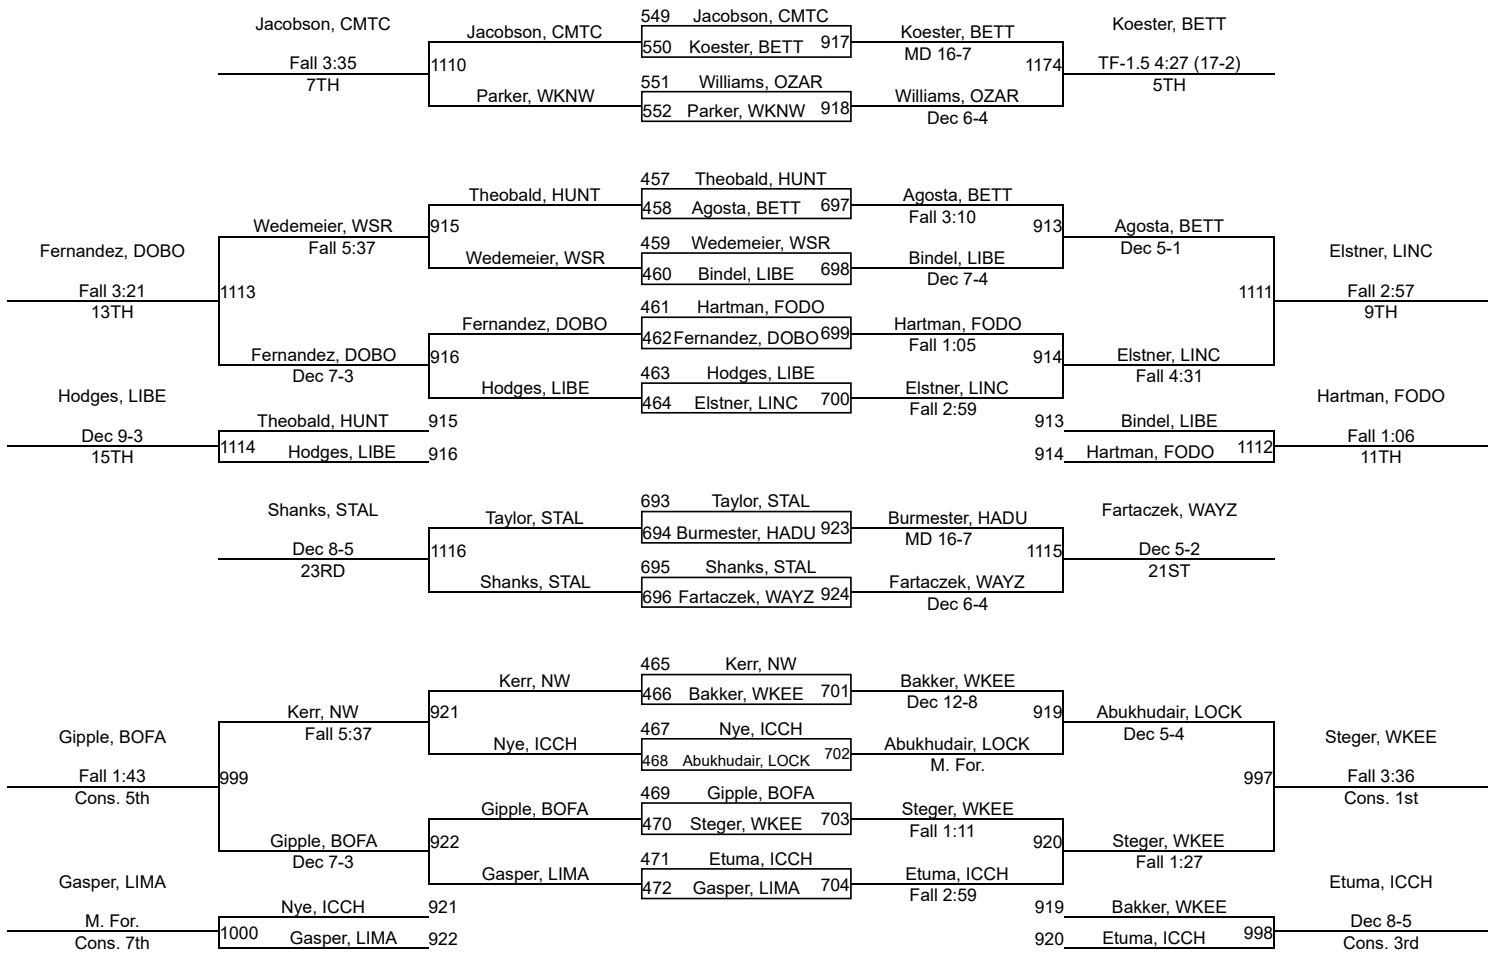 Jacobson, CMTC
Fall 3:35
7TH
1110
Jacobson, CMTC
Parker, WKNW
549 Jacobson, CMTC
550 Koester, BETT 917
551 Williams, OZAR
552 Parker, WKNW 918
Koester, BETT
MD 16-7
Williams, OZAR
Dec 6-4
1174
Koester, BETT
TF-1.5 4:27 (17-2)
5TH
Fernandez, DOBO
Fall 3:21
13TH
1113
Wedemeier, WSR
Fall 5:37
Fernandez, DOBO
Dec 7-3
Theobald, HUNT
915
Wedemeier, WSR
Fernandez, DOBO
916
Hodges, LIBE
457 Theobald, HUNT
458 Agosta, BETT 697
459 Wedemeier, WSR
460 Bindel, LIBE 698
461 Hartman, FODO
462 Fernandez, DOBO 699
463 Hodges, LIBE
464 Elstner, LINC 700
Agosta, BETT
Fall 3:10
913
Bindel, LIBE
Dec 7-4
Hartman, FODO
Fall 1:05
914
Elstner, LINC
Fall 2:59
Agosta, BETT
Dec 5-1
1111
Elstner, LINC
Fall 4:31
Elstner, LINC
Fall 2:57
9TH
Hodges, LIBE
Dec 9-3
15TH
1114
Theobald, HUNT 915
Hodges, LIBE 916
913 Bindel, LIBE
914 Hartman, FODO 1112
Hartman, FODO
Fall 1:06
11TH
Shanks, STAL
Dec 8-5
23RD
1116
Taylor, STAL
Shanks, STAL
693 Taylor, STAL
694 Burmester, HADU 923
695 Shanks, STAL
696 Fartaczek, WAYZ 924
Burmester, HADU
MD 16-7
1115
Fartaczek, WAYZ
Dec 6-4
Fartaczek, WAYZ
Dec 5-2
21ST
Gipple, BOFA
Fall 1:43
Cons. 5th
999
Kerr, NW
Fall 5:37
Gipple, BOFA
Dec 7-3
Kerr, NW
921
Nye, ICCH
Gipple, BOFA
922
Gasper, LIMA
465 Kerr, NW
466 Bakker, WKEE 701
467 Nye, ICCH
468 Abukhudair, LOCK 702
469 Gipple, BOFA
470 Steger, WKEE 703
471 Etuma, ICCH
472 Gasper, LIMA 704
Bakker, WKEE
Dec 12-8
919
Abukhudair, LOCK
M. For.
Steger, WKEE
Fall 1:11
920
Etuma, ICCH
Fall 2:59
Abukhudair, LOCK
Dec 5-4
997
Steger, WKEE
Fall 1:27
Steger, WKEE
Fall 3:36
Cons. 1st
Gasper, LIMA
M. For.
Cons. 7th
1000
Nye, ICCH 921
Gasper, LIMA 922
919 Bakker, WKEE
920 Etuma, ICCH 998
Etuma, ICCH
Dec 8-5
Cons. 3rd